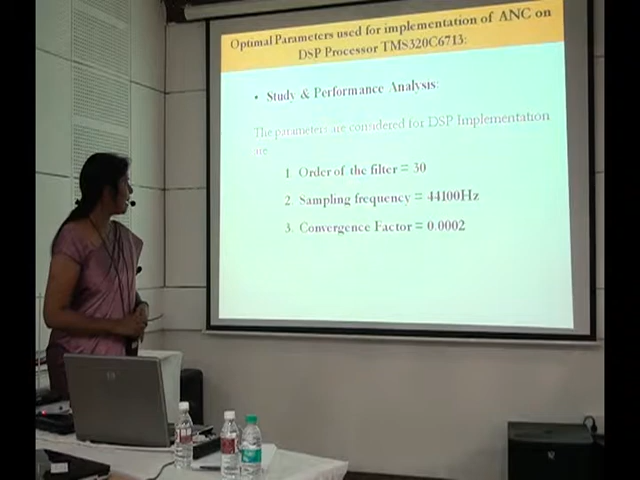 Optimal Parameters used for implementation of ANC on
DSP Processor TMS320C6713:
• Study & Performance Analysis:
The parameters are considered for DSP Implementation
are
1 Order of the filter = 30
2 Sampling frequency = 44100Hz
3. Convergence Factor = 0.0002
hp